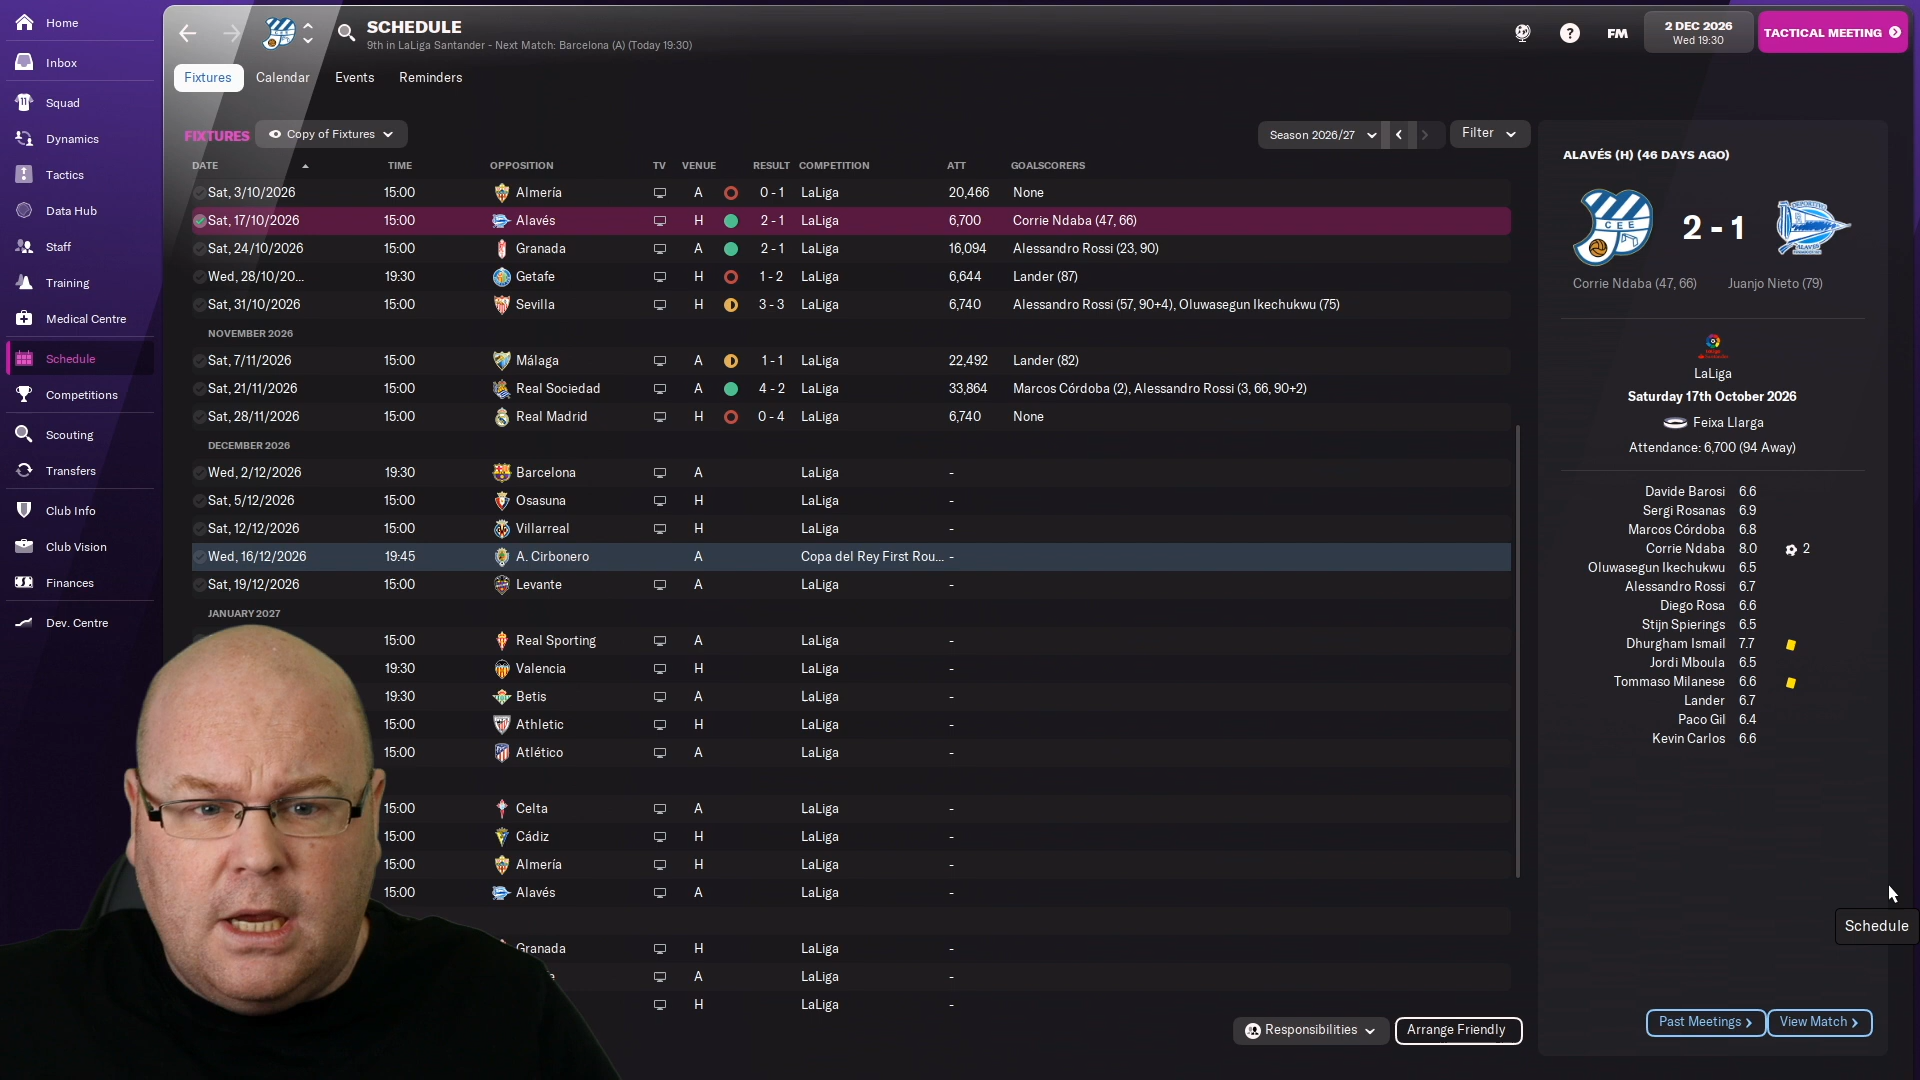 Home
Inbox
Squad
Dynamics
Tactics
Data Hub
Staff
Training
Medical Centre
Schedule
Competitions
Scouting
Transfers
Club Info
Club Vision
Finances
Dev. Centre
SCHEDULE
9th in LaLiga Santander - Next Match: Barcelona (A) (Today 19:30)
FM
2 DEC 2026
Wed 19:30
TACTICAL MEETING
Fixtures Calendar Events Reminders
FIXTURES Copy of Fixtures Season 2026/27 Filter
DATE TIME OPPOSITION TV VENUE RESULT COMPETITION ATT GOALSCORERS
Sat, 3/10/2026 15:00 Almería A 0 - 1 LaLiga 20,466 None
Sat, 17/10/2026 15:00 Alavés H 2 - 1 LaLiga 6,700 Corrie Ndaba (47, 66)
Sat, 24/10/2026 15:00 Granada A 2 - 1 LaLiga 16,094 Alessandro Rossi (23, 90)
Wed, 28/10/20... 19:30 Getafe H 1 - 2 LaLiga 6,644 Lander (87)
Sat, 31/10/2026 15:00 Sevilla H 3 - 3 LaLiga 6,740 Alessandro Rossi (57, 90+4), Oluwasegun Ikechukwu (75)
NOVEMBER 2026
Sat, 7/11/2026 15:00 Málaga A 1 - 1 LaLiga 22,492 Lander (82)
Sat, 21/11/2026 15:00 Real Sociedad A 4 - 2 LaLiga 33,864 Marcos Córdoba (2), Alessandro Rossi (3, 66, 90+2)
Sat, 28/11/2026 15:00 Real Madrid H 0 - 4 LaLiga 6,740 None
DECEMBER 2026
Wed, 2/12/2026 19:30 Barcelona A LaLiga -
Sat, 5/12/2026 15:00 Osasuna H LaLiga -
Sat, 12/12/2026 15:00 Villarreal H LaLiga -
Wed, 16/12/2026 19:45 A. Cirbonero A Copa del Rey First Rou... -
Sat, 19/12/2026 15:00 Levante A LaLiga -
JANUARY 2027
15:00 Real Sporting A LaLiga -
19:30 Valencia H LaLiga -
19:30 Betis A LaLiga -
15:00 Athletic H LaLiga -
15:00 Atlético A LaLiga -
15:00 Celta A LaLiga -
15:00 Cádiz H LaLiga -
15:00 Almería H LaLiga -
15:00 Alavés A LaLiga -
Granada H LaLiga -
A LaLiga -
H LaLiga -
Responsibilities Arrange Friendly
ALAVÉS (H) (46 DAYS AGO)
CEE
2 - 1
Corrie Ndaba (47, 66) Juanjo Nieto (79)
LaLiga
Saturday 17th October 2026
Feixa Llarga
Attendance: 6,700 (94 Away)
Davide Barosi 6.6
Sergi Rosanas 6.9
Marcos Córdoba 6.8
Corrie Ndaba 8.0 2
Oluwasegun Ikechukwu 6.5
Alessandro Rossi 6.7
Diego Rosa 6.6
Stijn Spierings 6.5
Dhurgham Ismail 7.7
Jordi Mboula 6.5
Tommaso Milanese 6.6
Lander 6.7
Paco Gil 6.4
Kevin Carlos 6.6
Schedule
Past Meetings View Match